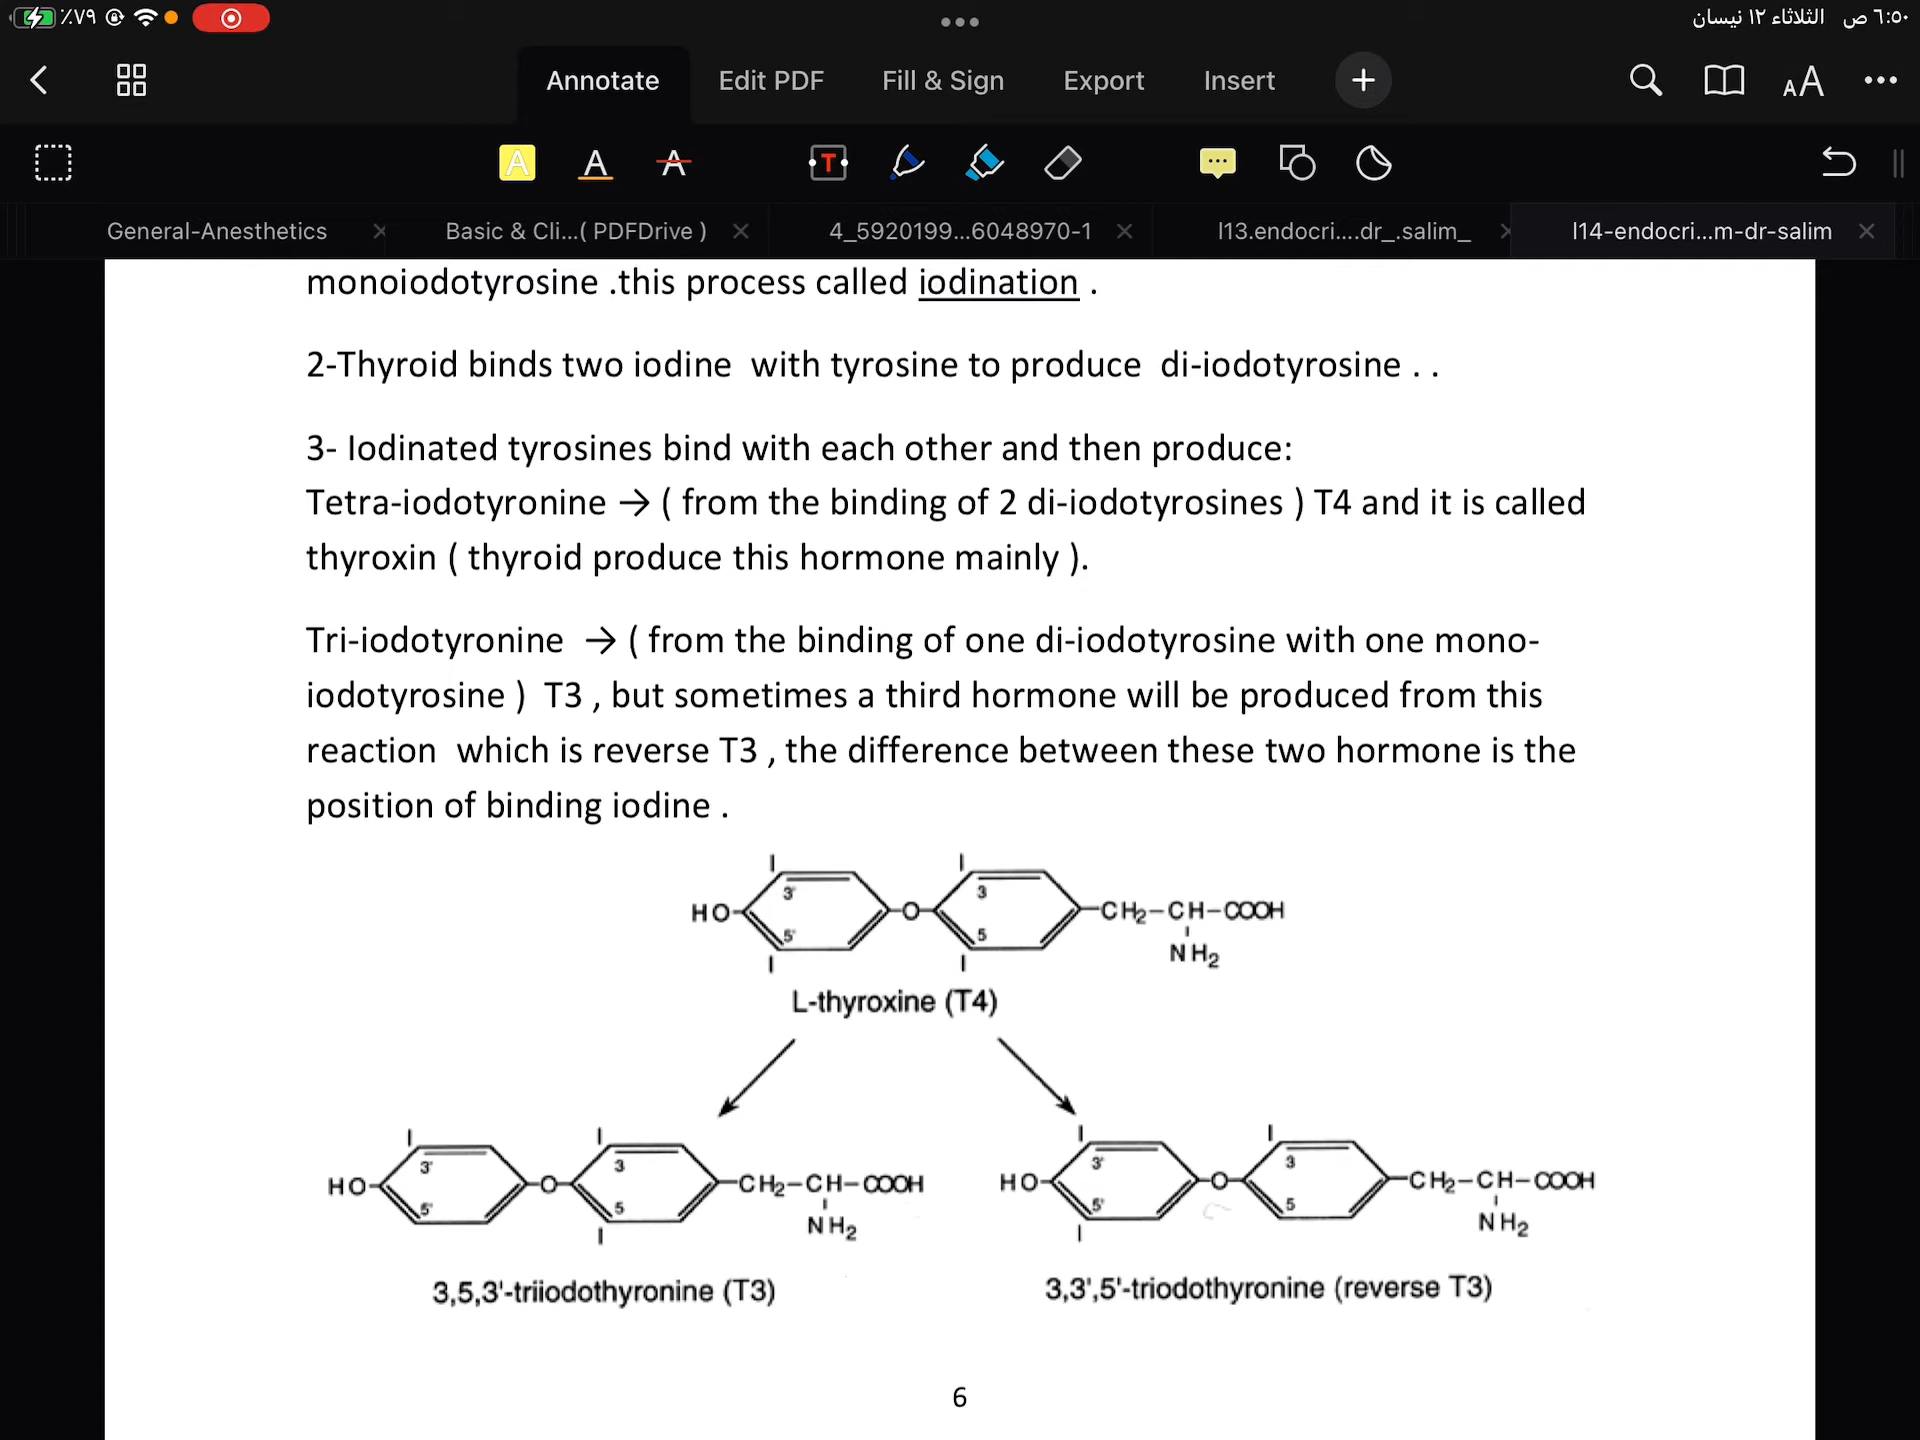 ٪٧٩
٦:٥٠ ص الثلاثاء ١٢ نيسان
Annotate Edit PDF Fill & Sign Export Insert +
AA
A A A T
General-Anesthetics × Basic & Cli...( PDFDrive ) × 4_5920199...6048970-1 × l13.endocri....dr_.salim_ × l14-endocri...m-dr-salim ×
monoiodotyrosine .this process called iodination .
2-Thyroid binds two iodine with tyrosine to produce di-iodotyrosine . .
3- Iodinated tyrosines bind with each other and then produce:
Tetra-iodotyronine → ( from the binding of 2 di-iodotyrosines ) T4 and it is called
thyroxin ( thyroid produce this hormone mainly ).
Tri-iodotyronine → ( from the binding of one di-iodotyrosine with one mono-
iodotyrosine ) T3 , but sometimes a third hormone will be produced from this
reaction which is reverse T3 , the difference between these two hormone is the
position of binding iodine .
I I
3' 3
HO O CH2-CH-COOH
5' 5
I I NH2
L-thyroxine (T4)
I I I I
3' 3 3' 3
HO O CH2-CH-COOH HO O CH2-CH-COOH
5' 5 5' 5
I NH2 I NH2
3,5,3'-triiodothyronine (T3) 3,3',5'-triodothyronine (reverse T3)
6